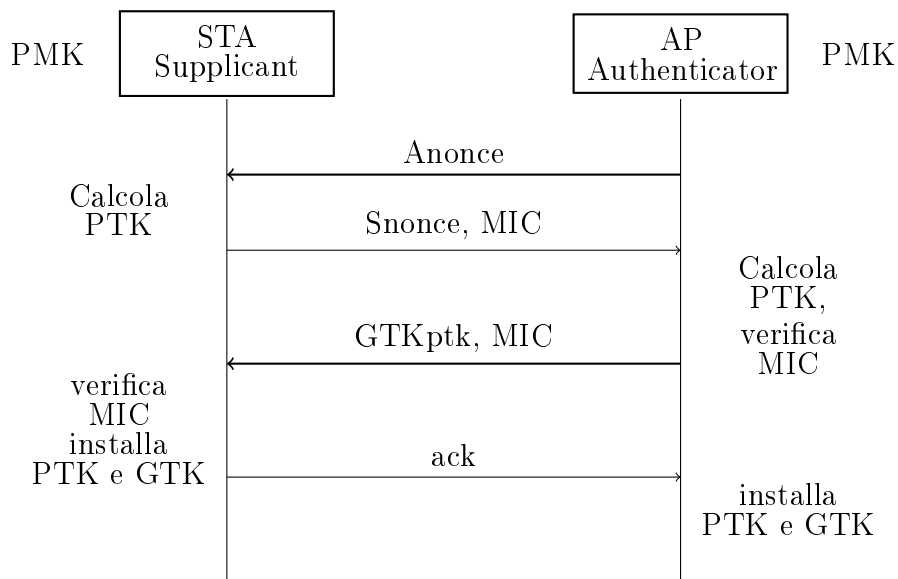 PMK
STA
Supplicant
AP
Authenticator
PMK
Anonce
Calcola
PTK
Snonce, MIC
Calcola
PTK,
verifica
MIC
GTKptk, MIC
verifica
MIC
installa
PTK e GTK
ack
installa
PTK e GTK